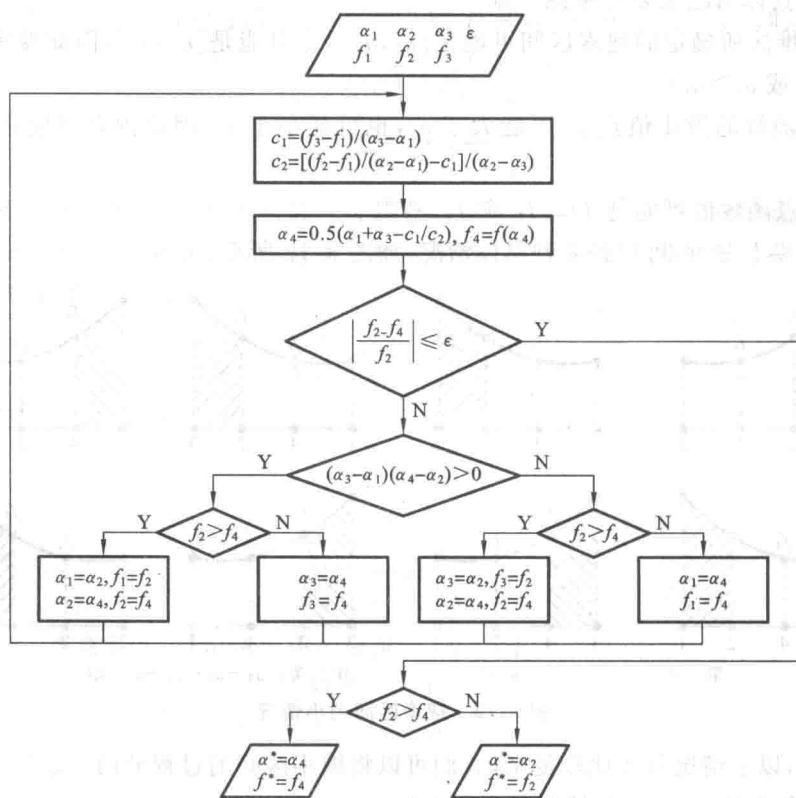 α₁ α₂ α₃ ε
f₁ f₂ f₃
c₁=(f₃-f₁)/(α₃-α₁)
c₂=[(f₂-f₁)/(α₂-α₁)-c₁]/(α₂-α₃)
α₄=0.5(α₁+α₃-c₁/c₂), f₄=f(α₄)
|(f₂-f₄)/f₂| ≤ ε
Y
N
(α₃-α₁)(α₄-α₂)>0
Y
N
f₂>f₄
Y
N
f₂>f₄
Y
N
α₁=α₂, f₁=f₂
α₂=α₄, f₂=f₄
α₃=α₄
f₃=f₄
α₃=α₂, f₃=f₂
α₂=α₄, f₂=f₄
α₁=α₄
f₁=f₄
f₂>f₄
Y
N
α*=α₄
f*=f₄
α*=α₂
f*=f₂